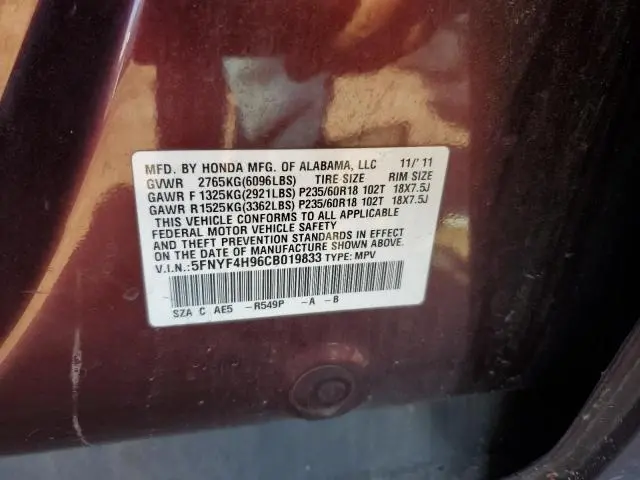 MFD. BY HONDA MFG. OF ALABAMA, LLC 11/'11
GVWR 2765KG(6096LBS) TIRE SIZE RIM SIZE
GAWR F 1325KG(2921LBS) P235/60R18 102T 18X7.5J
GAWR R 1525KG(3362LBS) P235/60R18 102T 18X7.5J
THIS VEHICLE CONFORMS TO ALL APPLICABLE
FEDERAL MOTOR VEHICLE SAFETY
AND THEFT PREVENTION STANDARDS IN EFFECT
ON THE DATE OF MANUFACTURE SHOWN ABOVE.
V.I.N.:5FNYF4H96CB019833 TYPE: MPV
SZA C AE5 -R549P -A -B